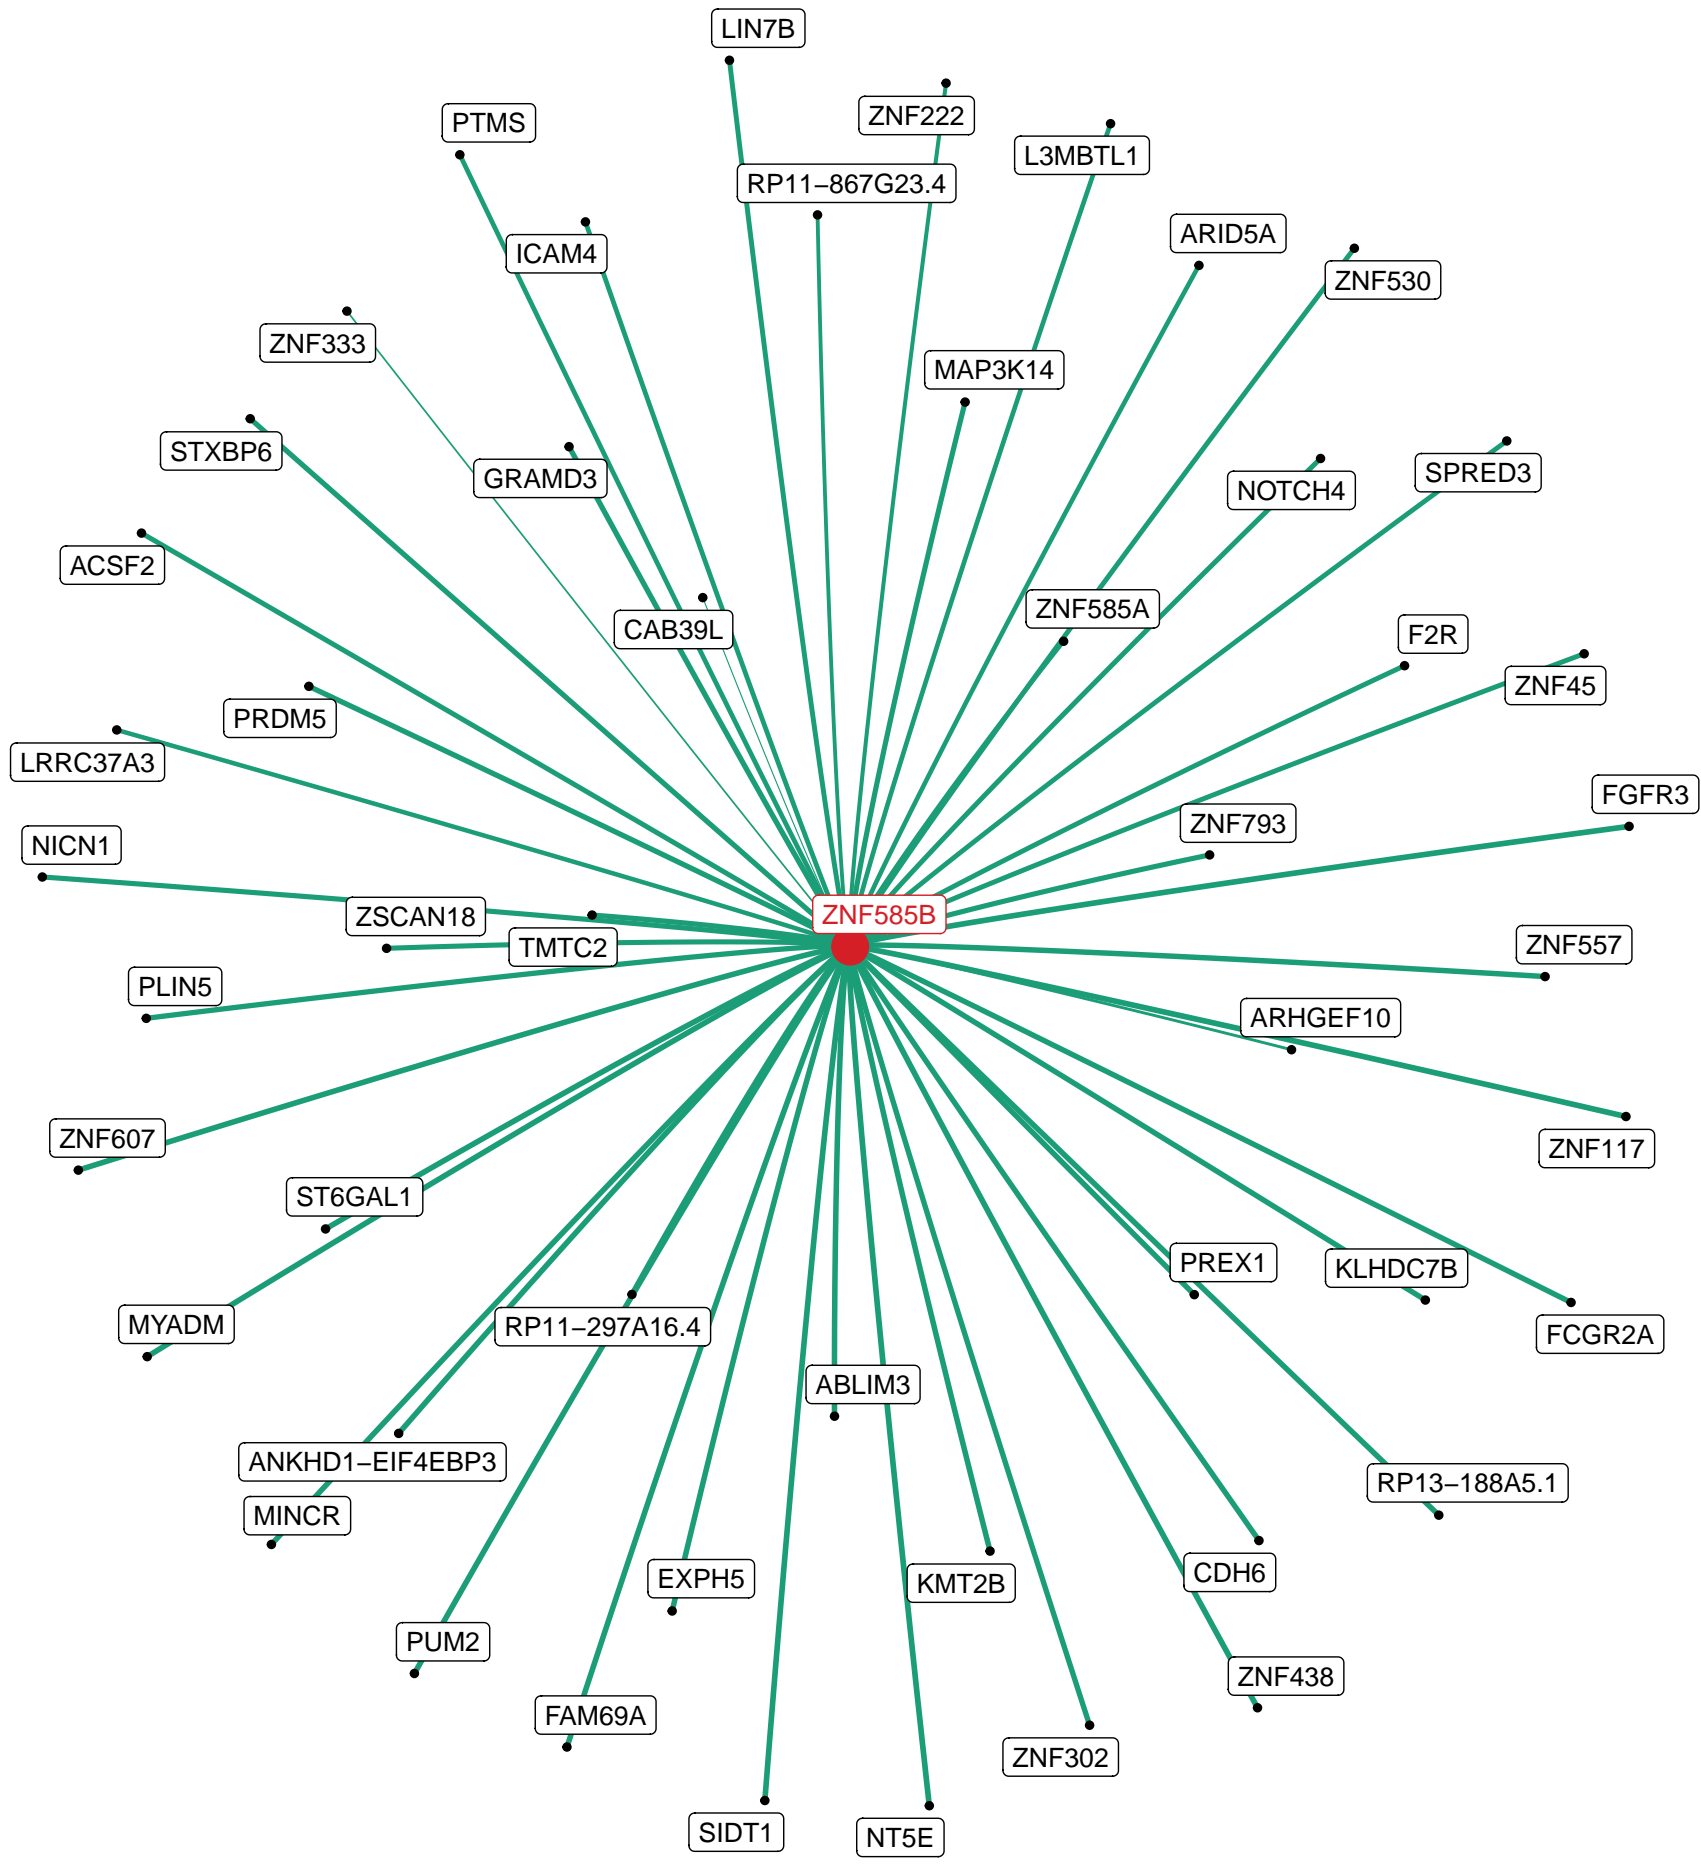 LIN7B
ZNF222
PTMS
L3MBTL1
RP11−867G23.4
ARID5A
ICAM4
ZNF530
ZNF333
MAP3K14
STXBP6
SPRED3
GRAMD3
NOTCH4
ACSF2
ZNF585A
CAB39L
F2R
ZNF45
PRDM5
LRRC37A3
FGFR3
ZNF793
NICN1
ZNF585B
ZSCAN18
ZNF557
TMTC2
PLIN5
ARHGEF10
ZNF607
ZNF117
ST6GAL1
PREX1
KLHDC7B
MYADM
RP11−297A16.4
FCGR2A
ABLIM3
ANKHD1−EIF4EBP3
RP13−188A5.1
MINCR
CDH6
EXPH5
KMT2B
PUM2
ZNF438
FAM69A
ZNF302
SIDT1
NT5E